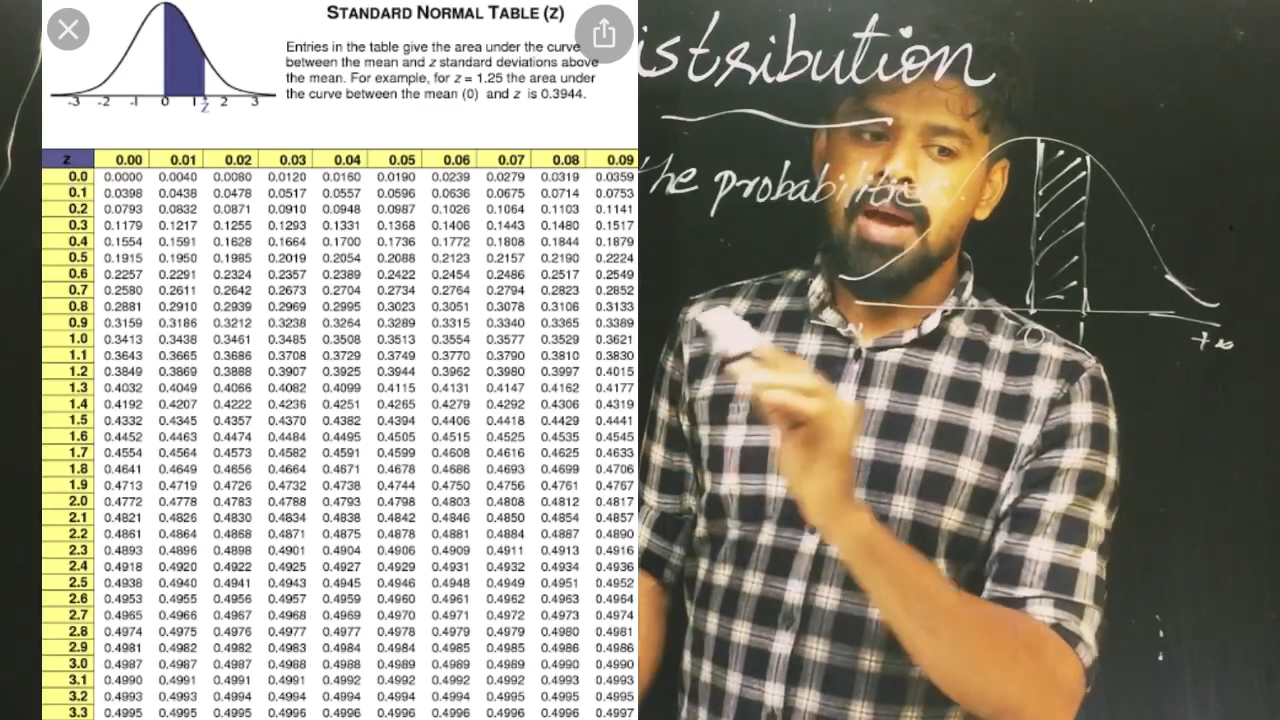 STANDARD NORMAL TABLE (Z)
Entries in the table give the area under the curve
between the mean and z standard deviations above
the mean. For example, for z = 1.25 the area under
the curve between the mean (0) and z is 0.3944.
-3 -2 -1 0 1 2 3
z
z 0.00 0.01 0.02 0.03 0.04 0.05 0.06 0.07 0.08 0.09
0.0 0.0000 0.0040 0.0080 0.0120 0.0160 0.0190 0.0239 0.0279 0.0319 0.0359
0.1 0.0398 0.0438 0.0478 0.0517 0.0557 0.0596 0.0636 0.0675 0.0714 0.0753
0.2 0.0793 0.0832 0.0871 0.0910 0.0948 0.0987 0.1026 0.1064 0.1103 0.1141
0.3 0.1179 0.1217 0.1255 0.1293 0.1331 0.1368 0.1406 0.1443 0.1480 0.1517
0.4 0.1554 0.1591 0.1628 0.1664 0.1700 0.1736 0.1772 0.1808 0.1844 0.1879
0.5 0.1915 0.1950 0.1985 0.2019 0.2054 0.2088 0.2123 0.2157 0.2190 0.2224
0.6 0.2257 0.2291 0.2324 0.2357 0.2389 0.2422 0.2454 0.2486 0.2517 0.2549
0.7 0.2580 0.2611 0.2642 0.2673 0.2704 0.2734 0.2764 0.2794 0.2823 0.2852
0.8 0.2881 0.2910 0.2939 0.2969 0.2995 0.3023 0.3051 0.3078 0.3106 0.3133
0.9 0.3159 0.3186 0.3212 0.3238 0.3264 0.3289 0.3315 0.3340 0.3365 0.3389
1.0 0.3413 0.3438 0.3461 0.3485 0.3508 0.3513 0.3554 0.3577 0.3529 0.3621
1.1 0.3643 0.3665 0.3686 0.3708 0.3729 0.3749 0.3770 0.3790 0.3810 0.3830
1.2 0.3849 0.3869 0.3888 0.3907 0.3925 0.3944 0.3962 0.3980 0.3997 0.4015
1.3 0.4032 0.4049 0.4066 0.4082 0.4099 0.4115 0.4131 0.4147 0.4162 0.4177
1.4 0.4192 0.4207 0.4222 0.4236 0.4251 0.4265 0.4279 0.4292 0.4306 0.4319
1.5 0.4332 0.4345 0.4357 0.4370 0.4382 0.4394 0.4406 0.4418 0.4429 0.4441
1.6 0.4452 0.4463 0.4474 0.4484 0.4495 0.4505 0.4515 0.4525 0.4535 0.4545
1.7 0.4554 0.4564 0.4573 0.4582 0.4591 0.4599 0.4608 0.4616 0.4625 0.4633
1.8 0.4641 0.4649 0.4656 0.4664 0.4671 0.4678 0.4686 0.4693 0.4699 0.4706
1.9 0.4713 0.4719 0.4726 0.4732 0.4738 0.4744 0.4750 0.4756 0.4761 0.4767
2.0 0.4772 0.4778 0.4783 0.4788 0.4793 0.4798 0.4803 0.4808 0.4812 0.4817
2.1 0.4821 0.4826 0.4830 0.4834 0.4838 0.4842 0.4846 0.4850 0.4854 0.4857
2.2 0.4861 0.4864 0.4868 0.4871 0.4875 0.4878 0.4881 0.4884 0.4887 0.4890
2.3 0.4893 0.4896 0.4898 0.4901 0.4904 0.4906 0.4909 0.4911 0.4913 0.4916
2.4 0.4918 0.4920 0.4922 0.4925 0.4927 0.4929 0.4931 0.4932 0.4934 0.4936
2.5 0.4938 0.4940 0.4941 0.4943 0.4945 0.4946 0.4948 0.4949 0.4951 0.4952
2.6 0.4953 0.4955 0.4956 0.4957 0.4959 0.4960 0.4961 0.4962 0.4963 0.4964
2.7 0.4965 0.4966 0.4967 0.4968 0.4969 0.4970 0.4971 0.4972 0.4973 0.4974
2.8 0.4974 0.4975 0.4976 0.4977 0.4977 0.4978 0.4979 0.4979 0.4980 0.4981
2.9 0.4981 0.4982 0.4982 0.4983 0.4984 0.4984 0.4985 0.4985 0.4986 0.4986
3.0 0.4987 0.4987 0.4987 0.4988 0.4988 0.4989 0.4989 0.4989 0.4990 0.4990
3.1 0.4990 0.4991 0.4991 0.4991 0.4992 0.4992 0.4992 0.4992 0.4993 0.4993
3.2 0.4993 0.4993 0.4994 0.4994 0.4994 0.4994 0.4994 0.4995 0.4995 0.4995
3.3 0.4995 0.4995 0.4995 0.4996 0.4996 0.4996 0.4996 0.4996 0.4996 0.4997
istribution
the probabilities.
0 1 +∞